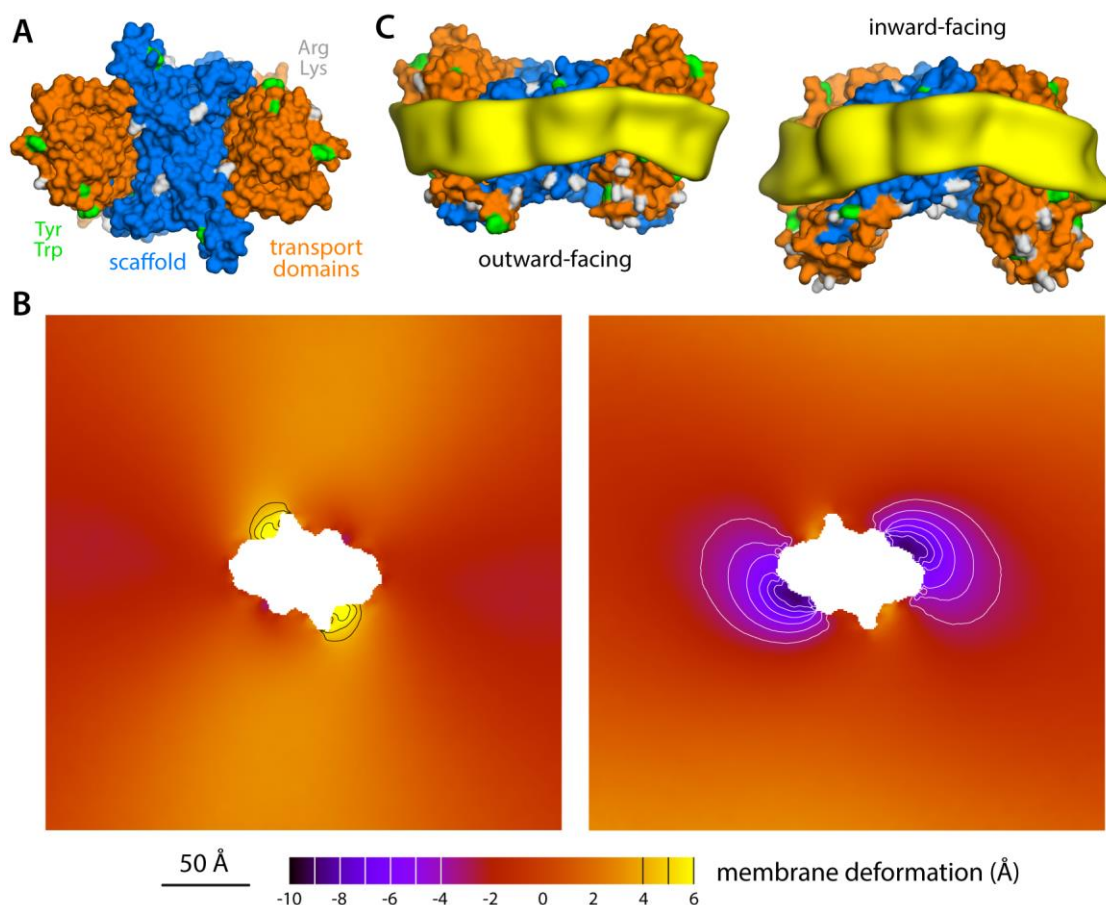 A
Arg
Lys
Tyr
Trp
scaffold
transport
domains
C
inward-facing
outward-facing
B
50 Å
-10 -8 -6 -4 -2 0 2 4 6
membrane deformation (Å)